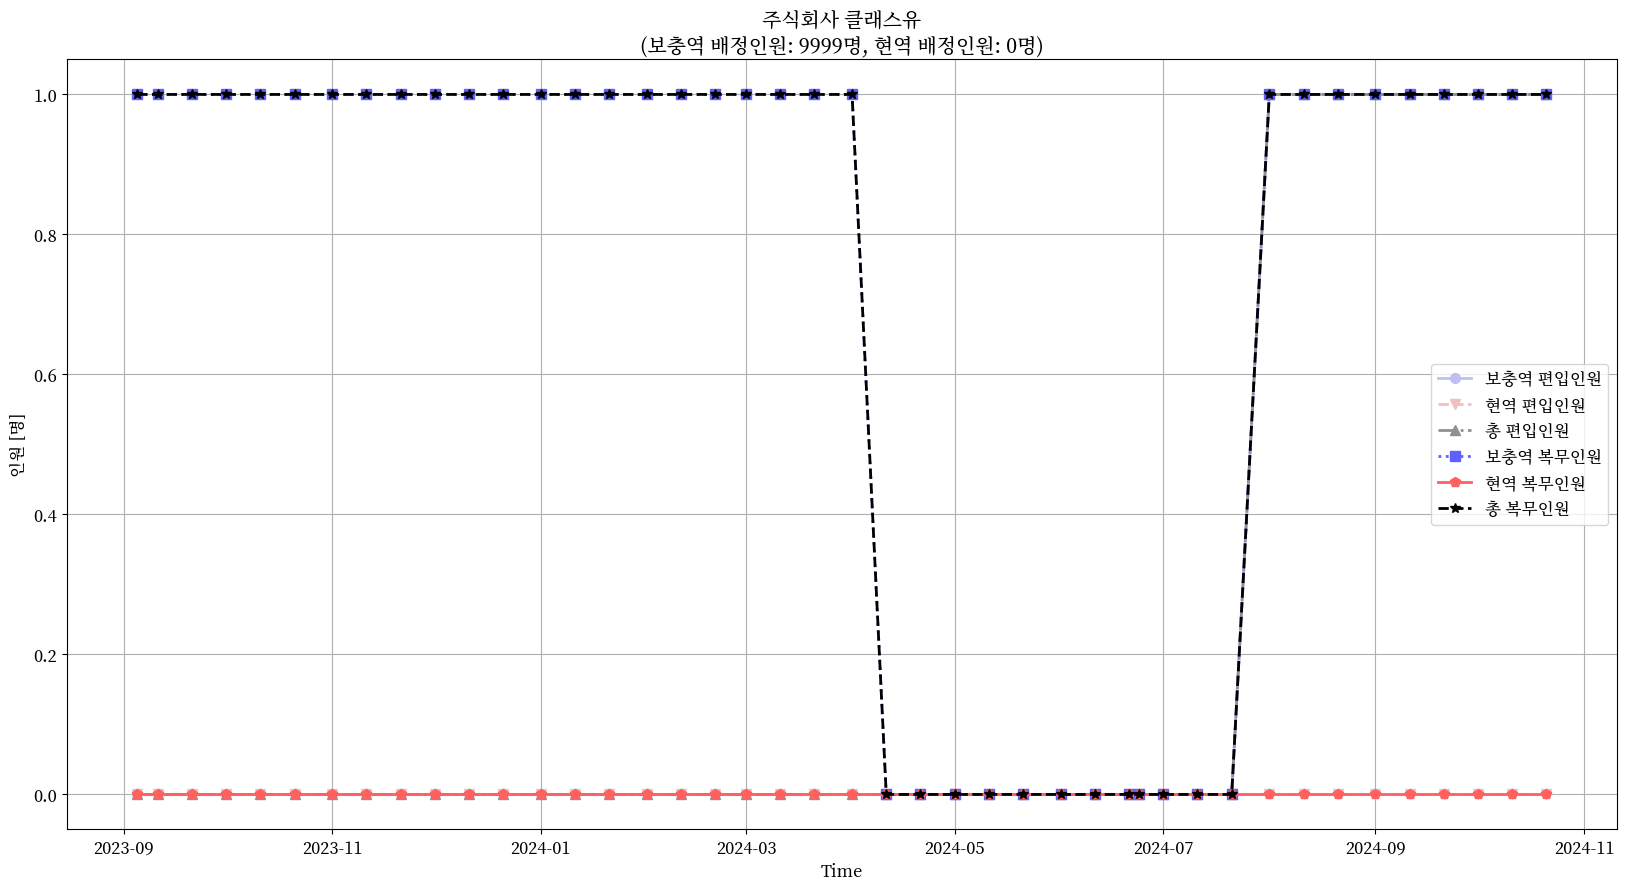 주식회사 클래스유
(보충역 배정인원: 9999명, 현역 배정인원: 0명)
1.0
0.8
0.6
0.4
0.2
0.0
인원 [명]
보충역 편입인원
현역 편입인원
총 편입인원
보충역 복무인원
현역 복무인원
총 복무인원
2023-09
2023-11
2024-01
2024-03
2024-05
2024-07
2024-09
2024-11
Time